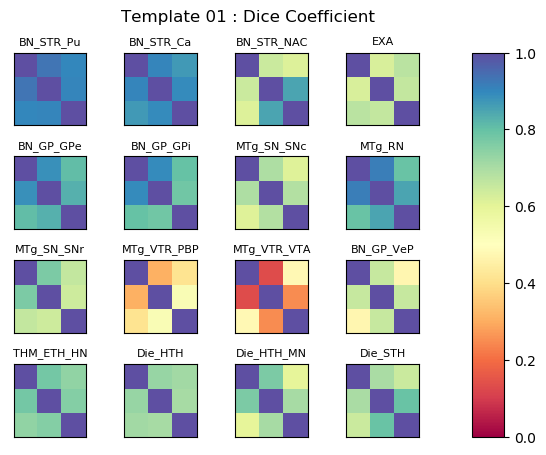 Template 01 : Dice Coefficient
BN_STR_Pu BN_STR_Ca BN_STR_NAC EXA
BN_GP_GPe BN_GP_GPi MTg_SN_SNc MTg_RN
MTg_SN_SNr MTg_VTR_PBP MTg_VTR_VTA BN_GP_VeP
THM_ETH_HN Die_HTH Die_HTH_MN Die_STH
1.0
0.8
0.6
0.4
0.2
0.0